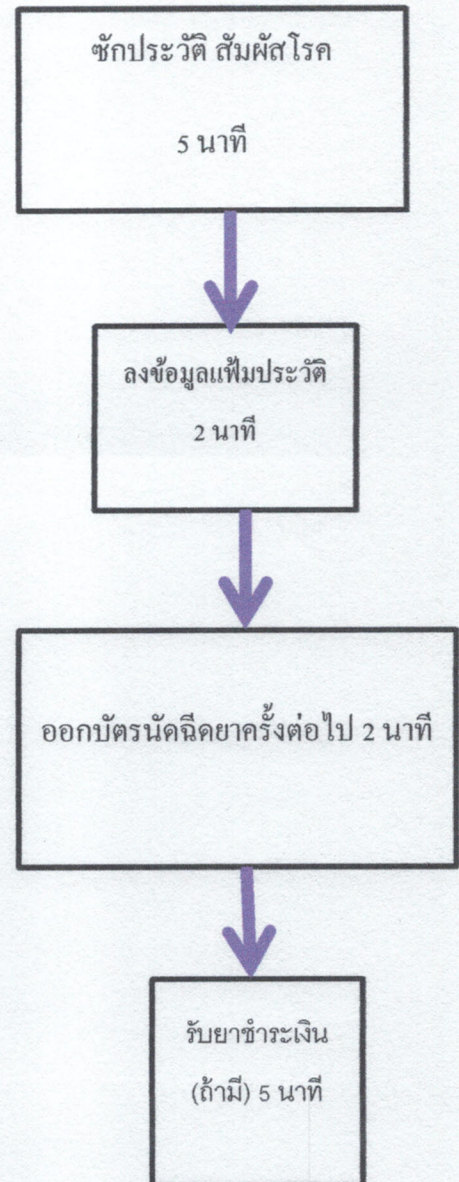 ซักประวัติ สัมผัสโรค
5 นาที
ลงข้อมูลแฟ้มประวัติ
2 นาที
ออกบัตรนัดฉีดยาครั้งต่อไป 2 นาที
รับยาชำระเงิน
(ถ้ามี) 5 นาที